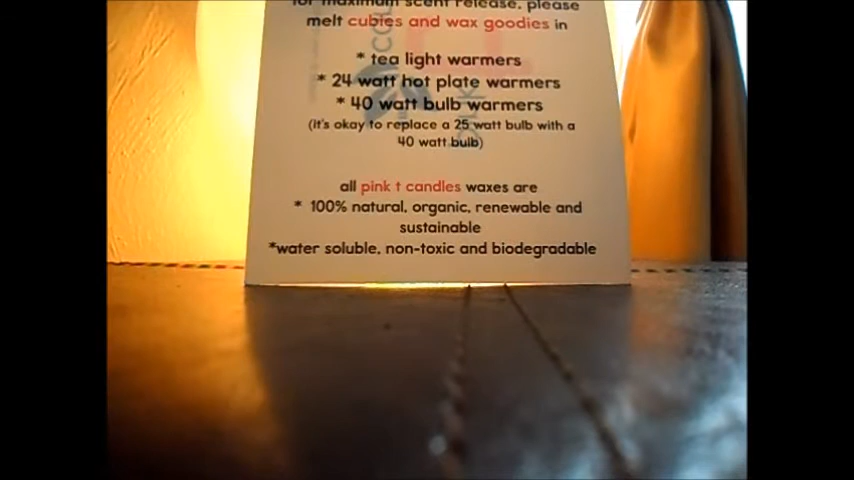 for maximum scent release, please
melt cubies and wax goodies in
* tea light warmers
* 24 watt hot plate warmers
* 40 watt bulb warmers
(it's okay to replace a 25 watt bulb with a
40 watt bulb)
all pink t candles waxes are
* 100% natural, organic, renewable and
sustainable
*water soluble, non-toxic and biodegradable